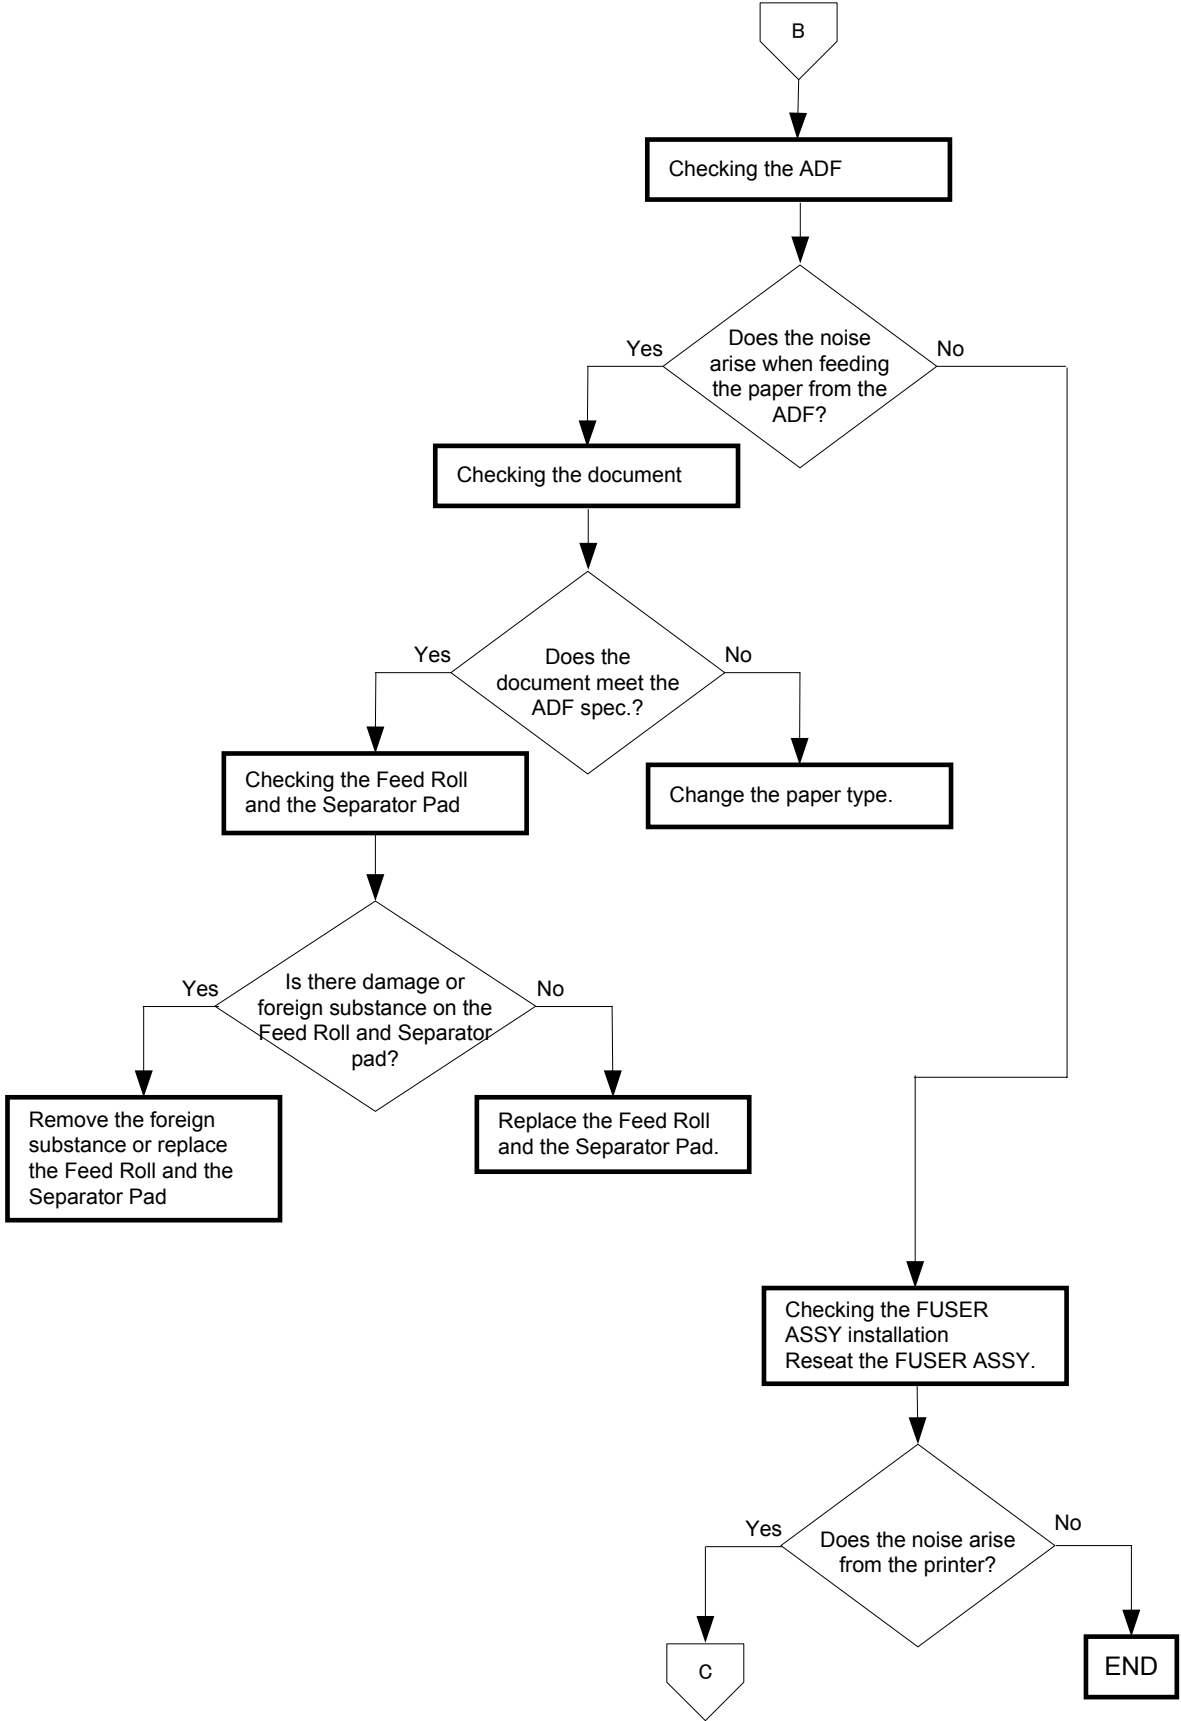 B
Checking the ADF
Does the noise
arise when feeding
the paper from the
ADF?
Yes
No
Checking the document
Does the
document meet the
ADF spec.?
Yes
No
Checking the Feed Roll
and the Separator Pad
Change the paper type.
Is there damage or
foreign substance on the
Feed Roll and Separator
pad?
Yes
No
Remove the foreign
substance or replace
the Feed Roll and the
Separator Pad
Replace the Feed Roll
and the Separator Pad.
Checking the FUSER
ASSY installation
Reseat the FUSER ASSY.
Does the noise arise
from the printer?
Yes
No
C
END